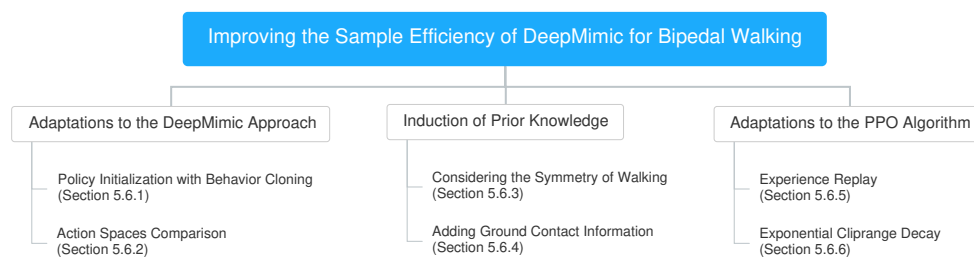 Improving the Sample Efficiency of DeepMimic for Bipedal Walking
Adaptations to the DeepMimic Approach
Policy Initialization with Behavior Cloning
(Section 5.6.1)
Action Spaces Comparison
(Section 5.6.2)
Induction of Prior Knowledge
Considering the Symmetry of Walking
(Section 5.6.3)
Adding Ground Contact Information
(Section 5.6.4)
Adaptations to the PPO Algorithm
Experience Replay
(Section 5.6.5)
Exponential Cliprange Decay
(Section 5.6.6)